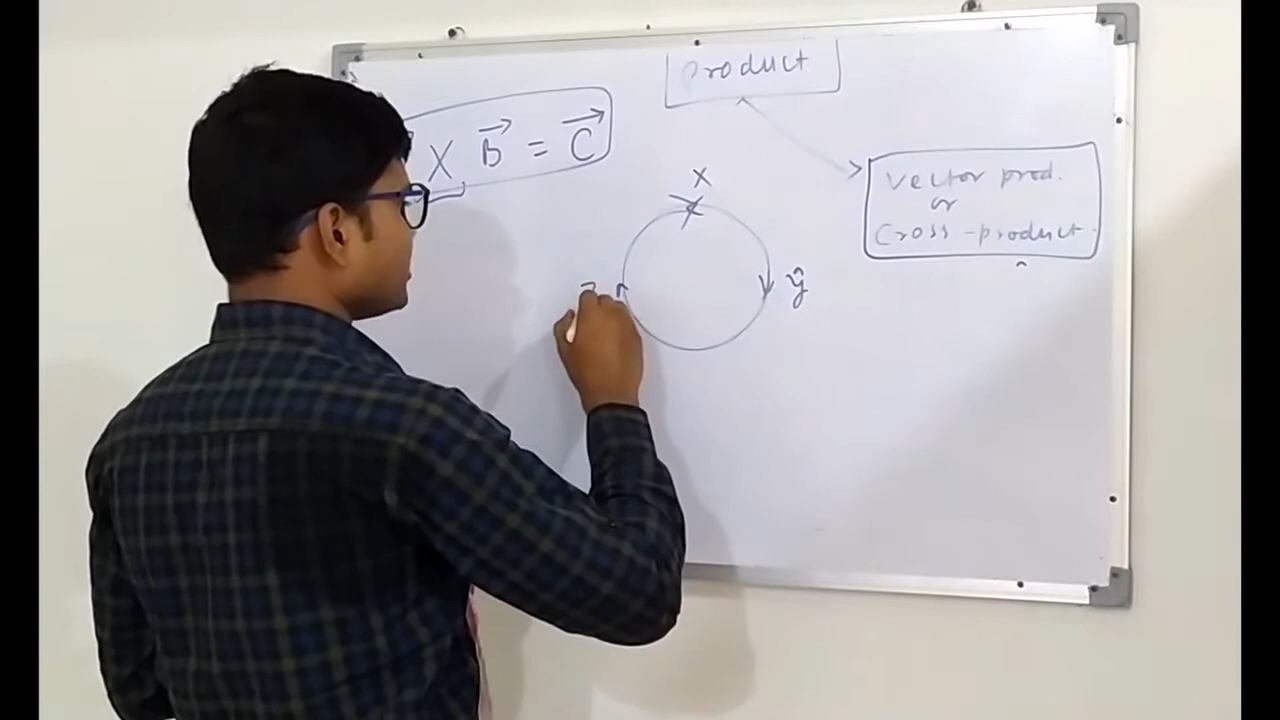 product
X B⃗ = C⃗
vector prod.
or
Cross-product
x
ŷ